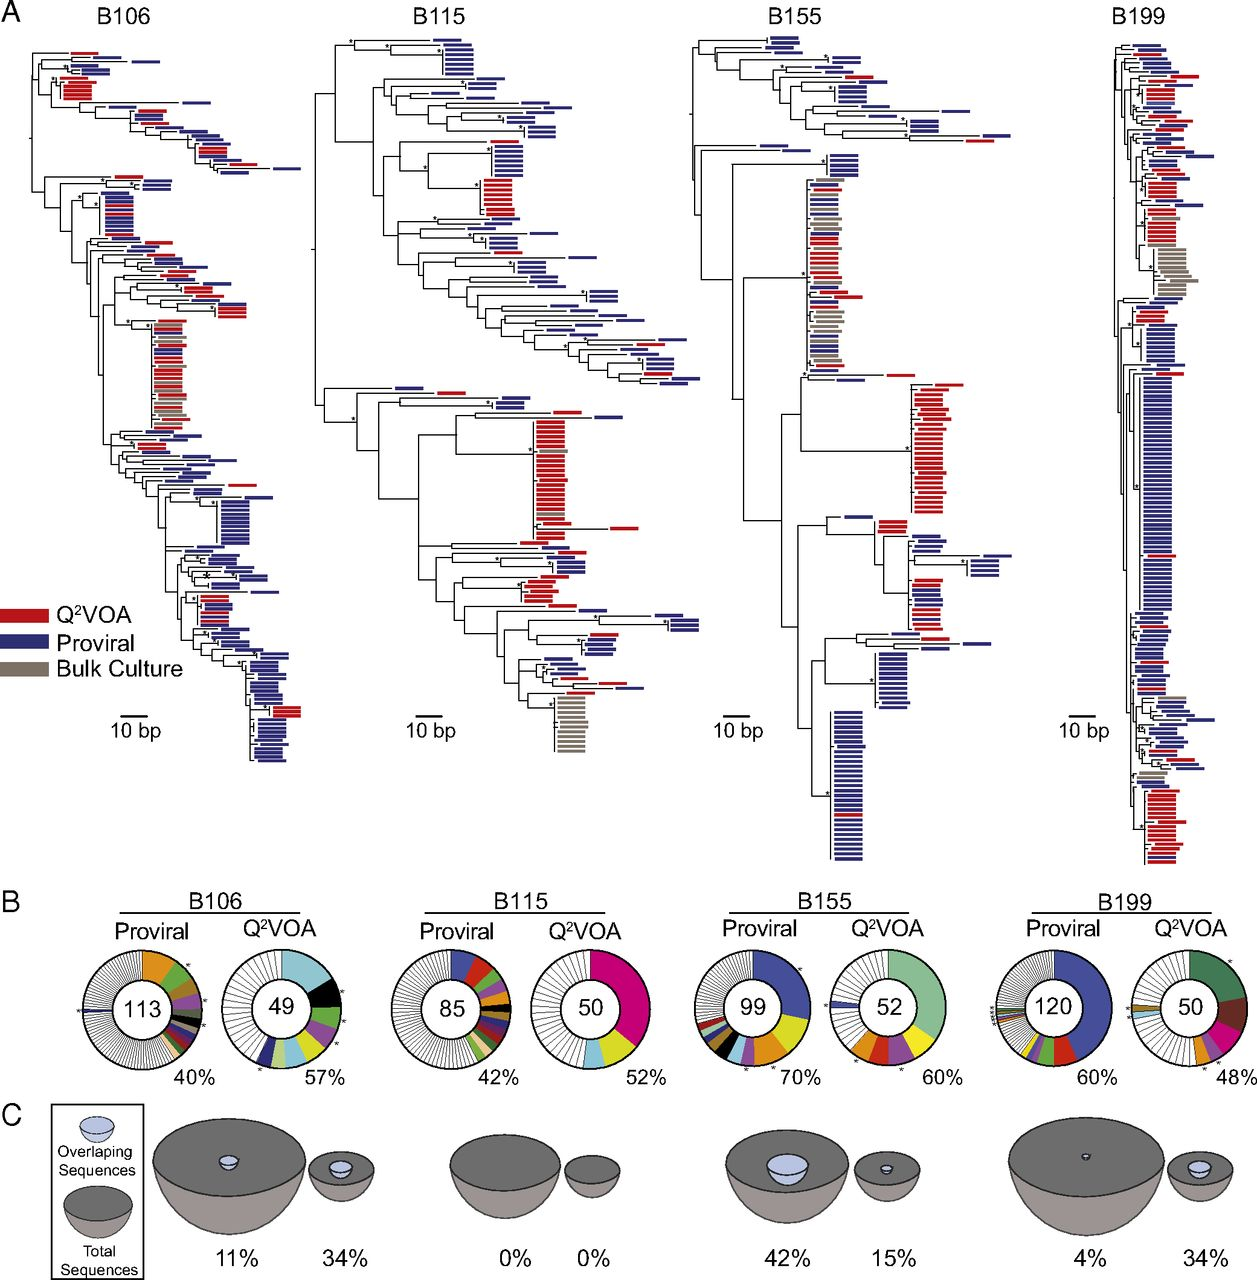 A
B106
B115
B155
B199
Q²VOA
Proviral
Bulk Culture
10 bp
10 bp
10 bp
10 bp
B
B106
B115
B155
B199
Proviral
Q²VOA
Proviral
Q²VOA
Proviral
Q²VOA
Proviral
Q²VOA
113
49
85
50
99
52
120
50
40%
57%
42%
52%
70%
60%
60%
48%
C
Overlaping
Sequences
Total
Sequences
11%
34%
0%
0%
42%
15%
4%
34%